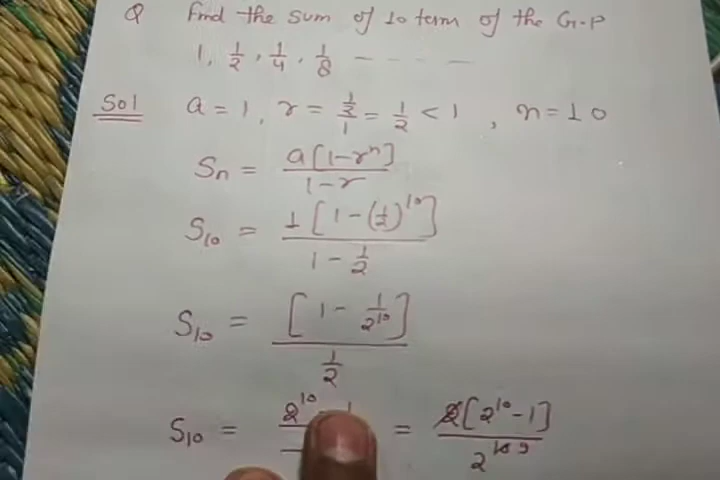 Q Find the Sum of 10 term of the G.P
1, 1/2, 1/4, 1/8 - - - - -
Sol a = 1, r = (1/2)/1 = 1/2 < 1, n = 10
Sn = a[1-r^n]/(1-r)
S10 = 1[1-(1/2)^10]/(1-1/2)
S10 = [1-1/2^10]/(1/2)
S10 = 2^10 = 2[2^10-1]/2^10 9